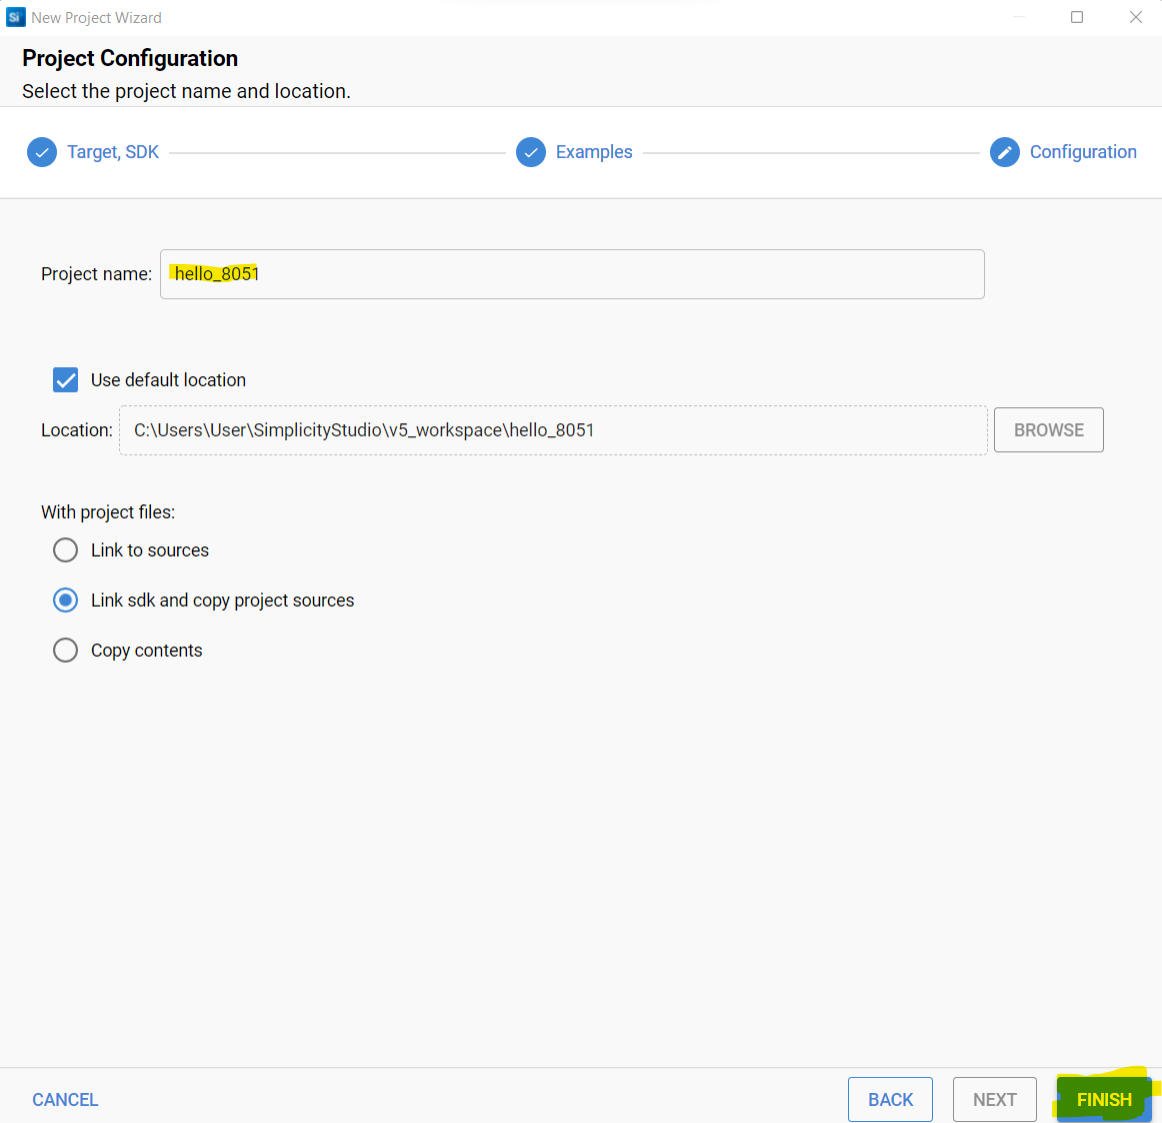 Si New Project Wizard
Project Configuration
Select the project name and location.
Target, SDK Examples Configuration
Project name: hello_8051
Use default location
Location: C:\Users\User\SimplicityStudio\v5_workspace\hello_8051 BROWSE
With project files:
Link to sources
Link sdk and copy project sources
Copy contents
CANCEL BACK NEXT FINISH